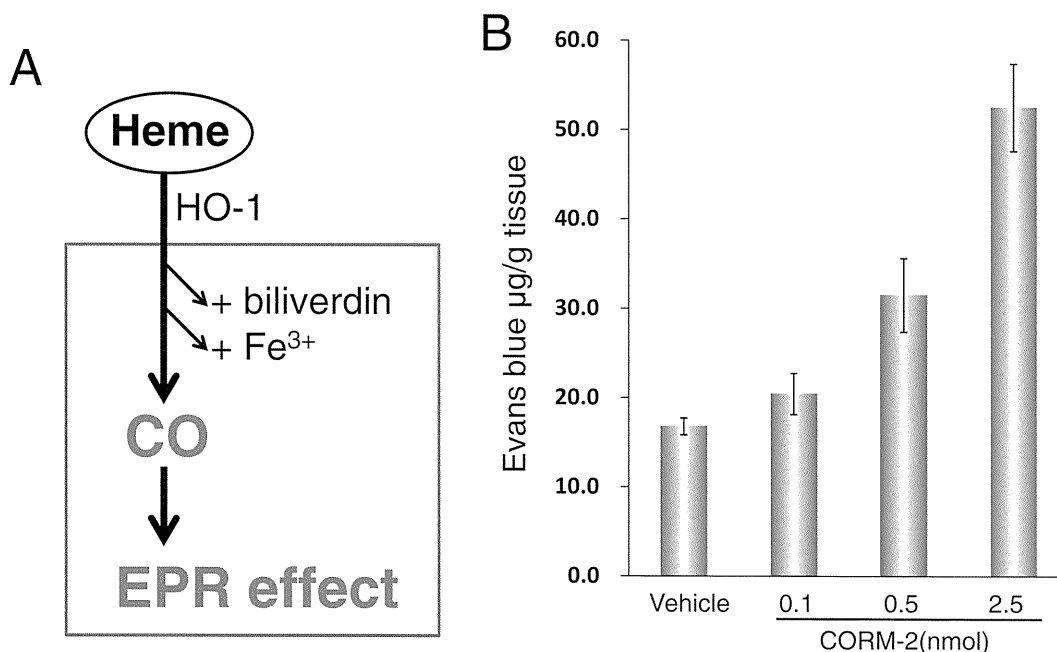 A
Heme
HO-1
+ biliverdin
+ Fe³⁺
CO
EPR effect
B
Evans blue µg/g tissue
60.0
50.0
40.0
30.0
20.0
10.0
0.0
Vehicle 0.1 0.5 2.5
CORM-2(nmol)